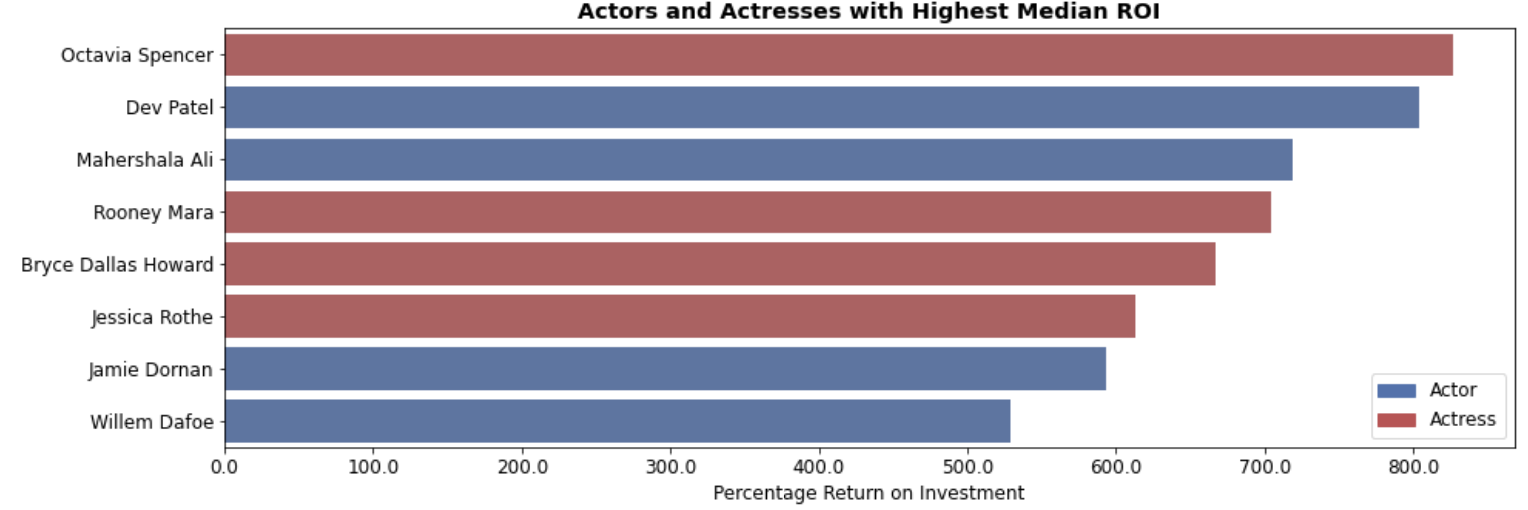 Actors and Actresses with Highest Median ROI
Octavia Spencer
Dev Patel
Mahershala Ali
Rooney Mara
Bryce Dallas Howard
Jessica Rothe
Jamie Dornan
Willem Dafoe
Actor
Actress
0.0 100.0 200.0 300.0 400.0 500.0 600.0 700.0 800.0
Percentage Return on Investment